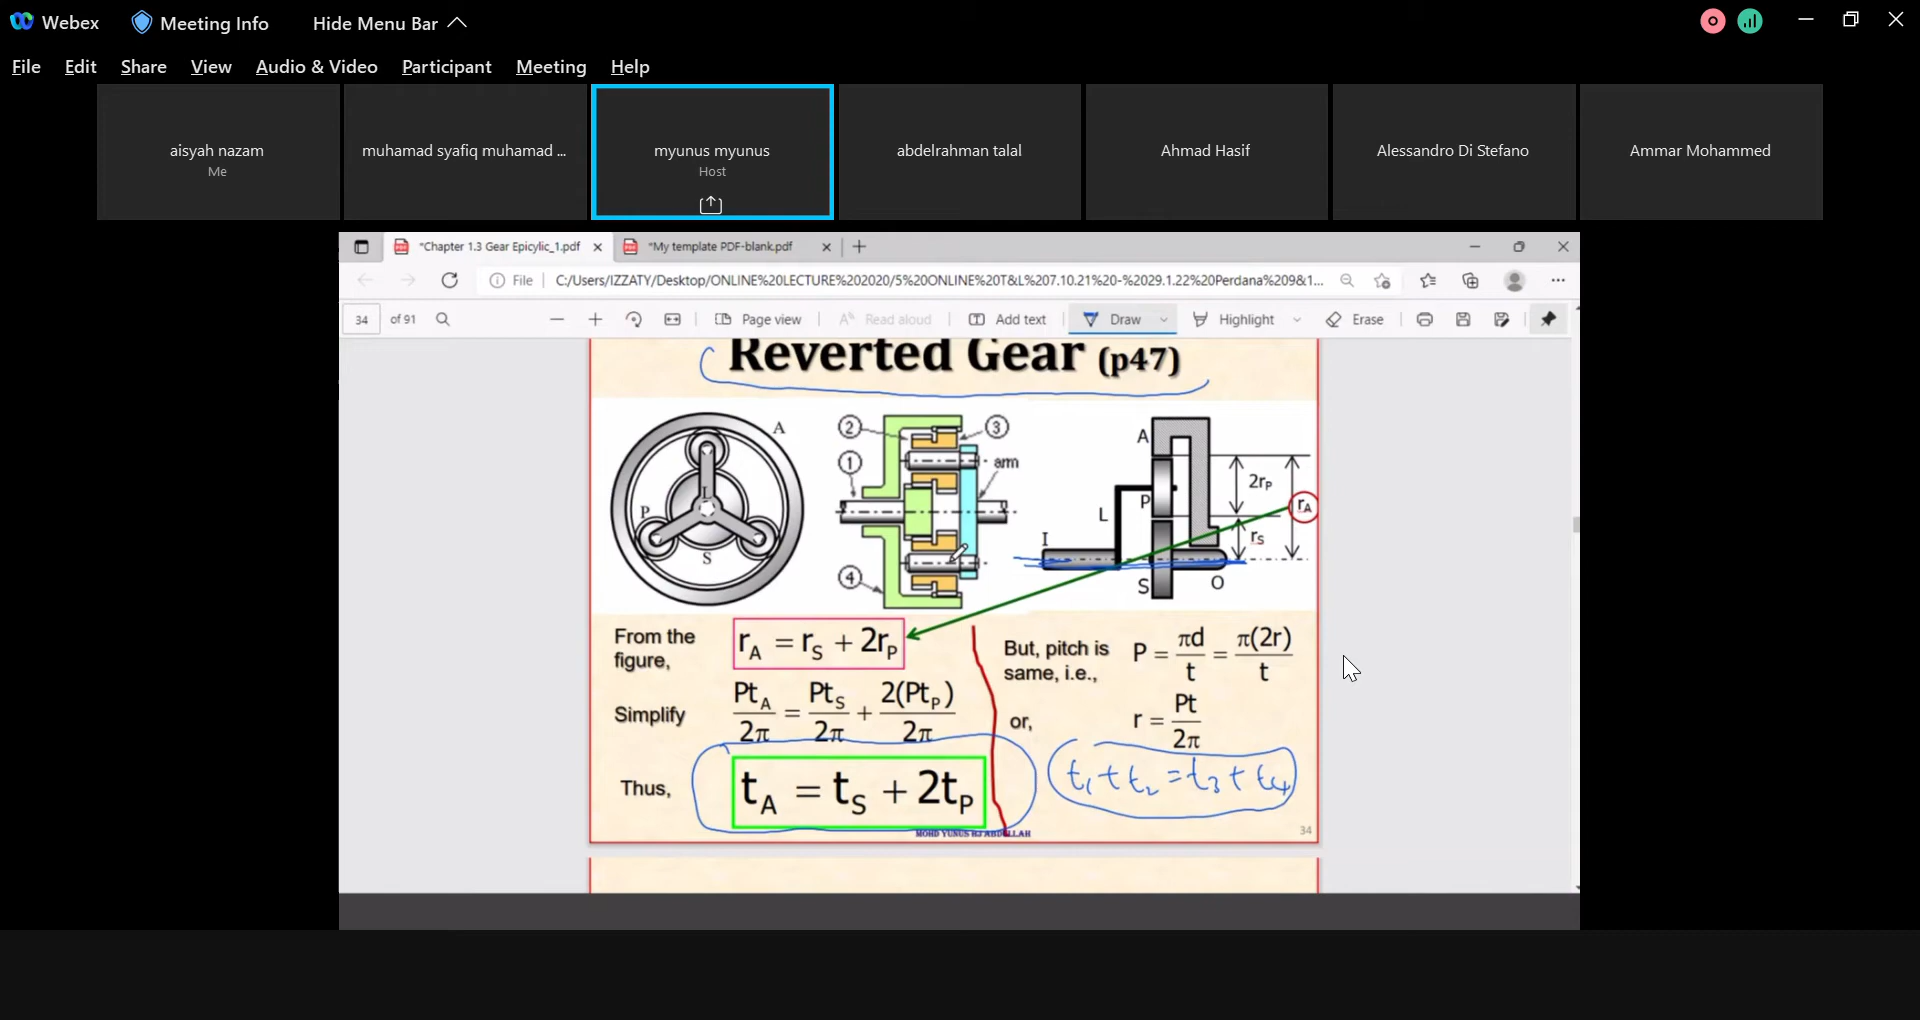 Webex Meeting Info Hide Menu Bar
File Edit Share View Audio & Video Participant Meeting Help
aisyah nazam
Me
muhamad syafiq muhamad ...
myunus myunus
Host
abdelrahman talal
Ahmad Hasif
Alessandro Di Stefano
Ammar Mohammed
*Chapter 1.3 Gear Epicylic_1.pdf
*My template PDF-blank.pdf
File C:/Users/IZZATY/Desktop/ONLINE%20LECTURE%202020/5%20ONLINE%20T&L%207.10.21%20-%2029.1.22%20Perdana%209&1...
34 of 91 Page view Read aloud Add text Draw Highlight Erase
Reverted Gear (p47)
A
P
L
S
2
3
1
arm
4
A
2rP
P
rA
L
rS
I
S
O
From the
figure,
rA = rS + 2rP
But, pitch is
same, i.e.,
P = πd/t = π(2r)/t
Simplify
PtA/2π = PtS/2π + 2(PtP)/2π
or,
r = Pt/2π
Thus,
tA = tS + 2tP
t1 + t2 = t3 + t4
MOHD YUNUS HJ ABDULLAH
34